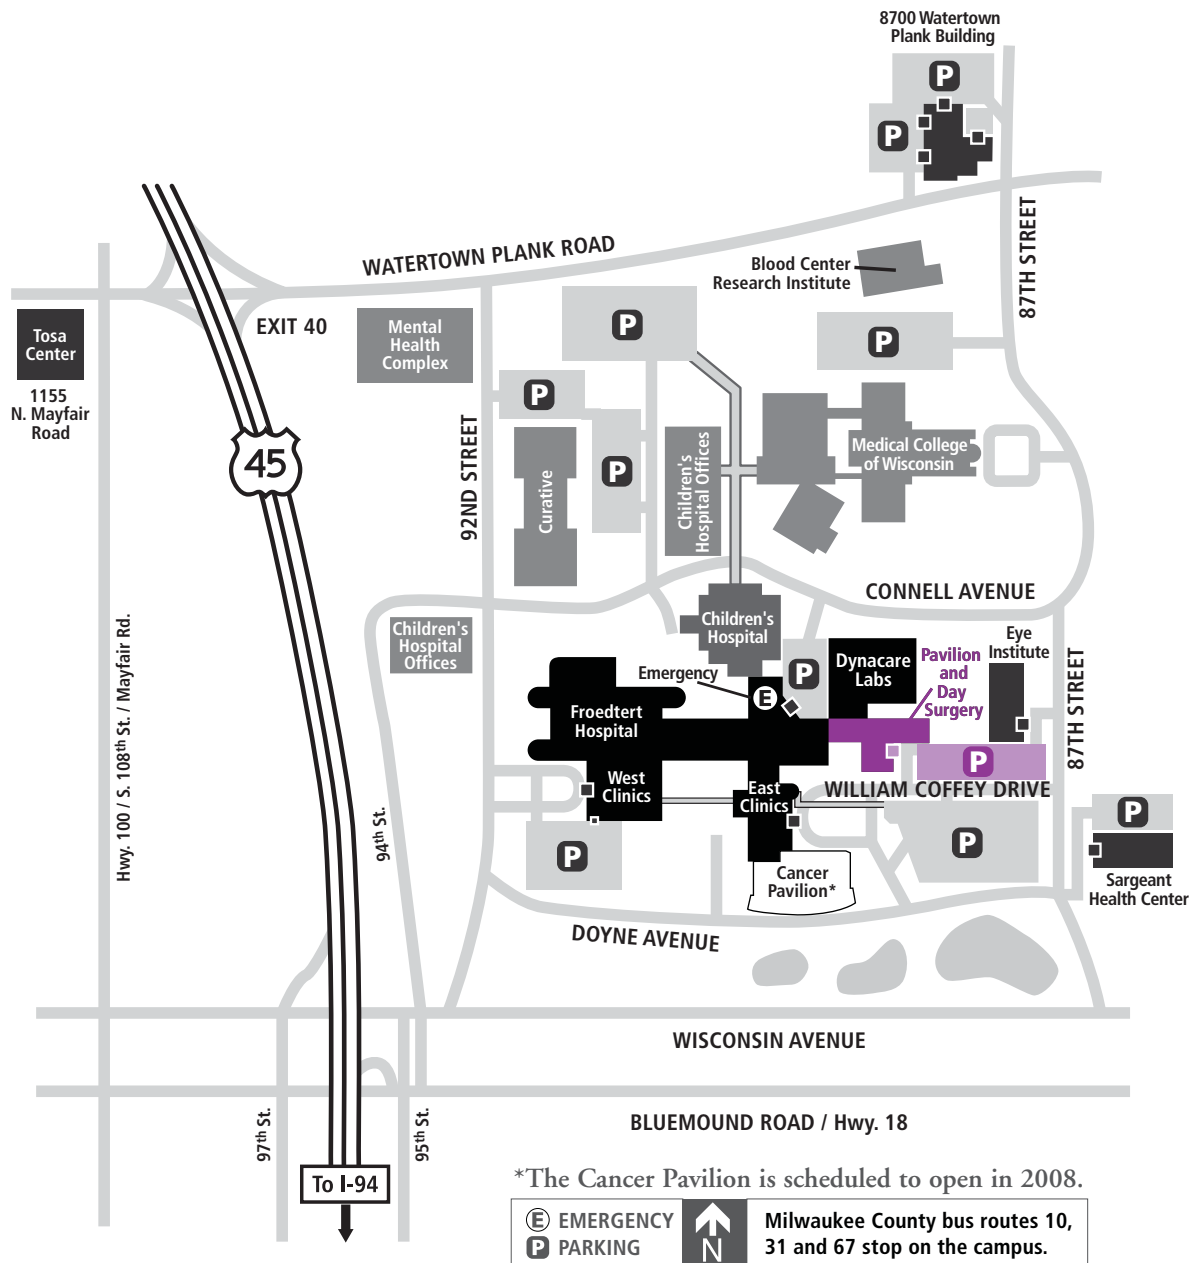 8700 Watertown
Plank Building
P
P
87TH STREET
WATERTOWN PLANK ROAD
Blood Center
Research Institute
EXIT 40
Tosa
Center
1155
N. Mayfair
Road
Mental
Health
Complex
P
P
P
P
45
92ND STREET
Curative
Children's
Hospital Offices
Medical College
of Wisconsin
CONNELL AVENUE
Children's
Hospital
Offices
Children's
Hospital
Eye
Institute
Emergency
E
P
Dynacare
Labs
Pavilion
and
Day
Surgery
87TH STREET
Froedtert
Hospital
P
West
Clinics
East
Clinics
WILLIAM COFFEY DRIVE
Hwy. 100 / S. 108th St. / Mayfair Rd.
94th St.
P
P
P
Cancer
Pavilion*
Sargeant
Health Center
DOYNE AVENUE
WISCONSIN AVENUE
BLUEMOUND ROAD / Hwy. 18
97th St.
95th St.
To I-94
*The Cancer Pavilion is scheduled to open in 2008.
E EMERGENCY
P PARKING
N
Milwaukee County bus routes 10,
31 and 67 stop on the campus.